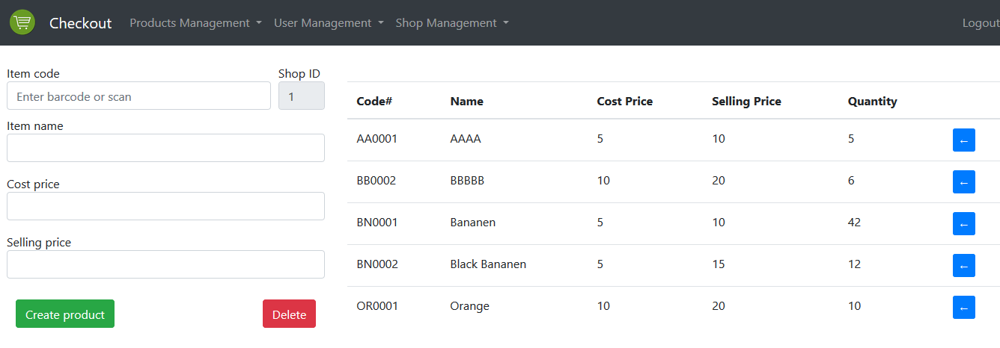 Checkout Products Management User Management Shop Management Logout
Item code Shop ID
Enter barcode or scan 1
Item name
Cost price
Selling price
Create product Delete
Code# Name Cost Price Selling Price Quantity
AA0001 AAAA 5 10 5 ←
BB0002 BBBBB 10 20 6 ←
BN0001 Bananen 5 10 42 ←
BN0002 Black Bananen 5 15 12 ←
OR0001 Orange 10 20 10 ←